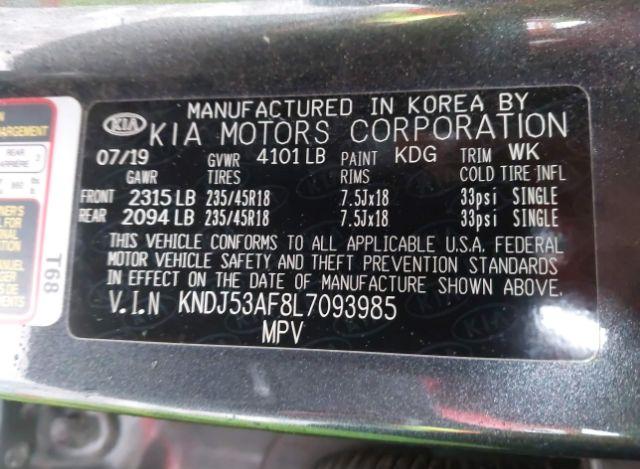 MANUFACTURED IN KOREA BY
KIA KIA MOTORS CORPORATION
07/19 GVWR 4101 LB PAINT KDG TRIM WK
GAWR TIRES RIMS COLD TIRE INFL
FRONT 2315 LB 235/45R18 7.5Jx18 33psi SINGLE
REAR 2094 LB 235/45R18 7.5Jx18 33psi SINGLE
THIS VEHICLE CONFORMS TO ALL APPLICABLE U.S.A. FEDERAL
MOTOR VEHICLE SAFETY AND THEFT PREVENTION STANDARDS
IN EFFECT ON THE DATE OF MANUFACTURE SHOWN ABOVE.
V.I.N KNDJ53AF8L7093985
MPV
REAR
T68